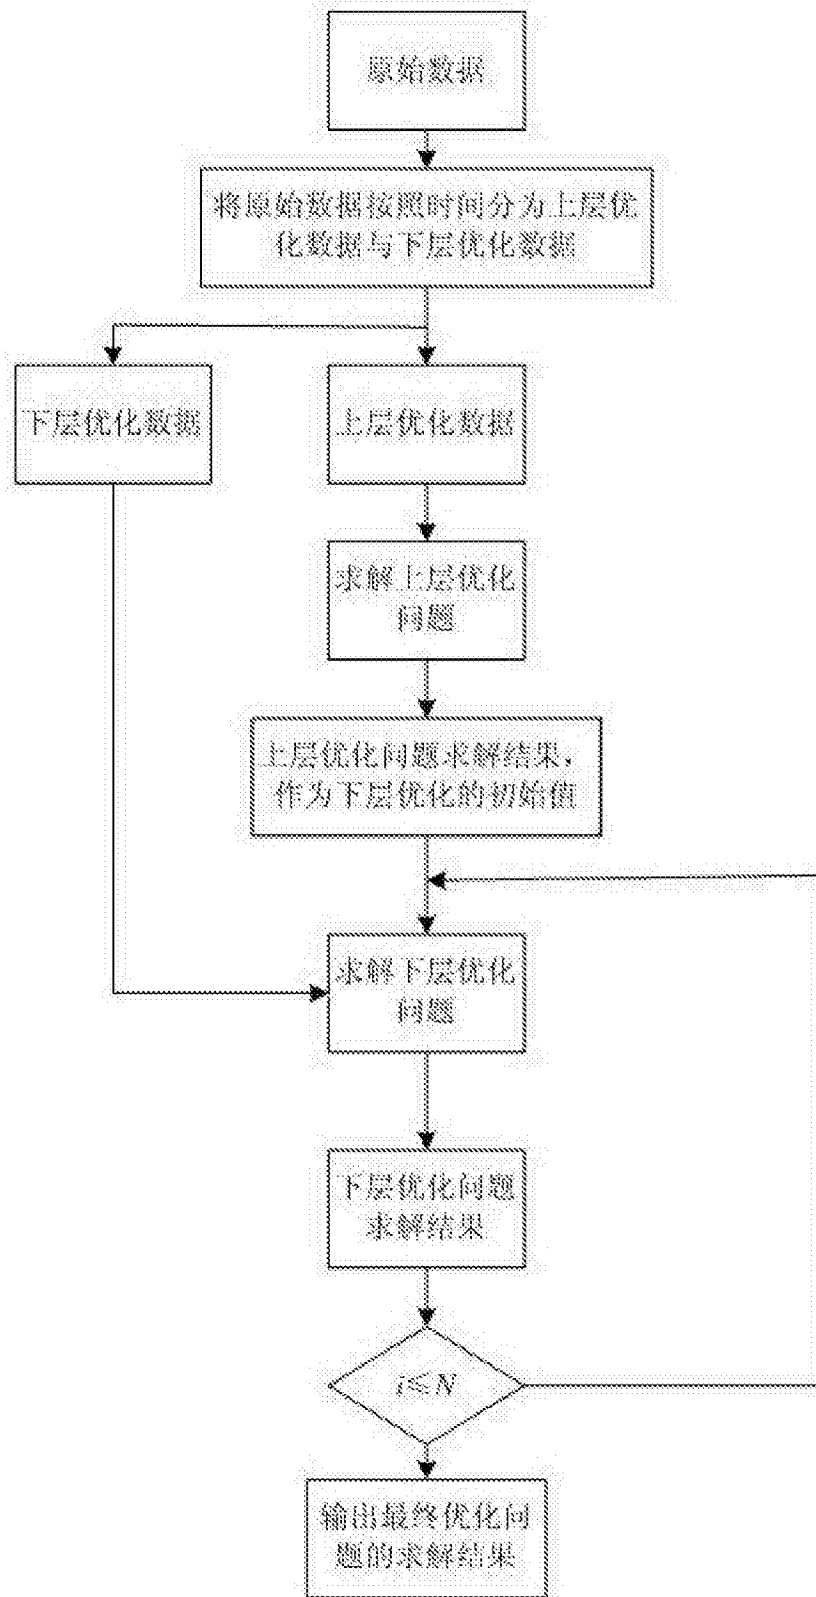 原始数据
将原始数据按照时间分为上层优
化数据与下层优化数据
下层优化数据
上层优化数据
求解上层优化
问题
上层优化问题求解结果，
作为下层优化的初始值
求解下层优化
问题
下层优化问题
求解结果
i≤N
输出最终优化问
题的求解结果